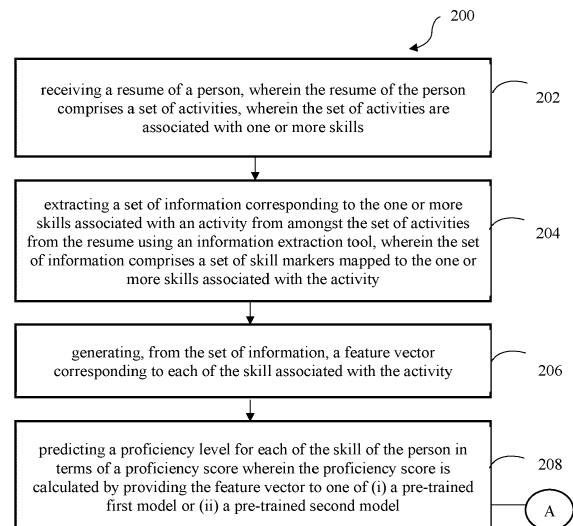 200
receiving a resume of a person, wherein the resume of the person
comprises a set of activities, wherein the set of activities are
associated with one or more skills
202
extracting a set of information corresponding to the one or more
skills associated with an activity from amongst the set of activities
from the resume using an information extraction tool, wherein the set
of information comprises a set of skill markers mapped to the one or
more skills associated with the activity
204
generating, from the set of information, a feature vector
corresponding to each of the skill associated with the activity
206
predicting a proficiency level for each of the skill of the person in
terms of a proficiency score wherein the proficiency score is
calculated by providing the feature vector to one of (i) a pre-trained
first model or (ii) a pre-trained second model
208
A